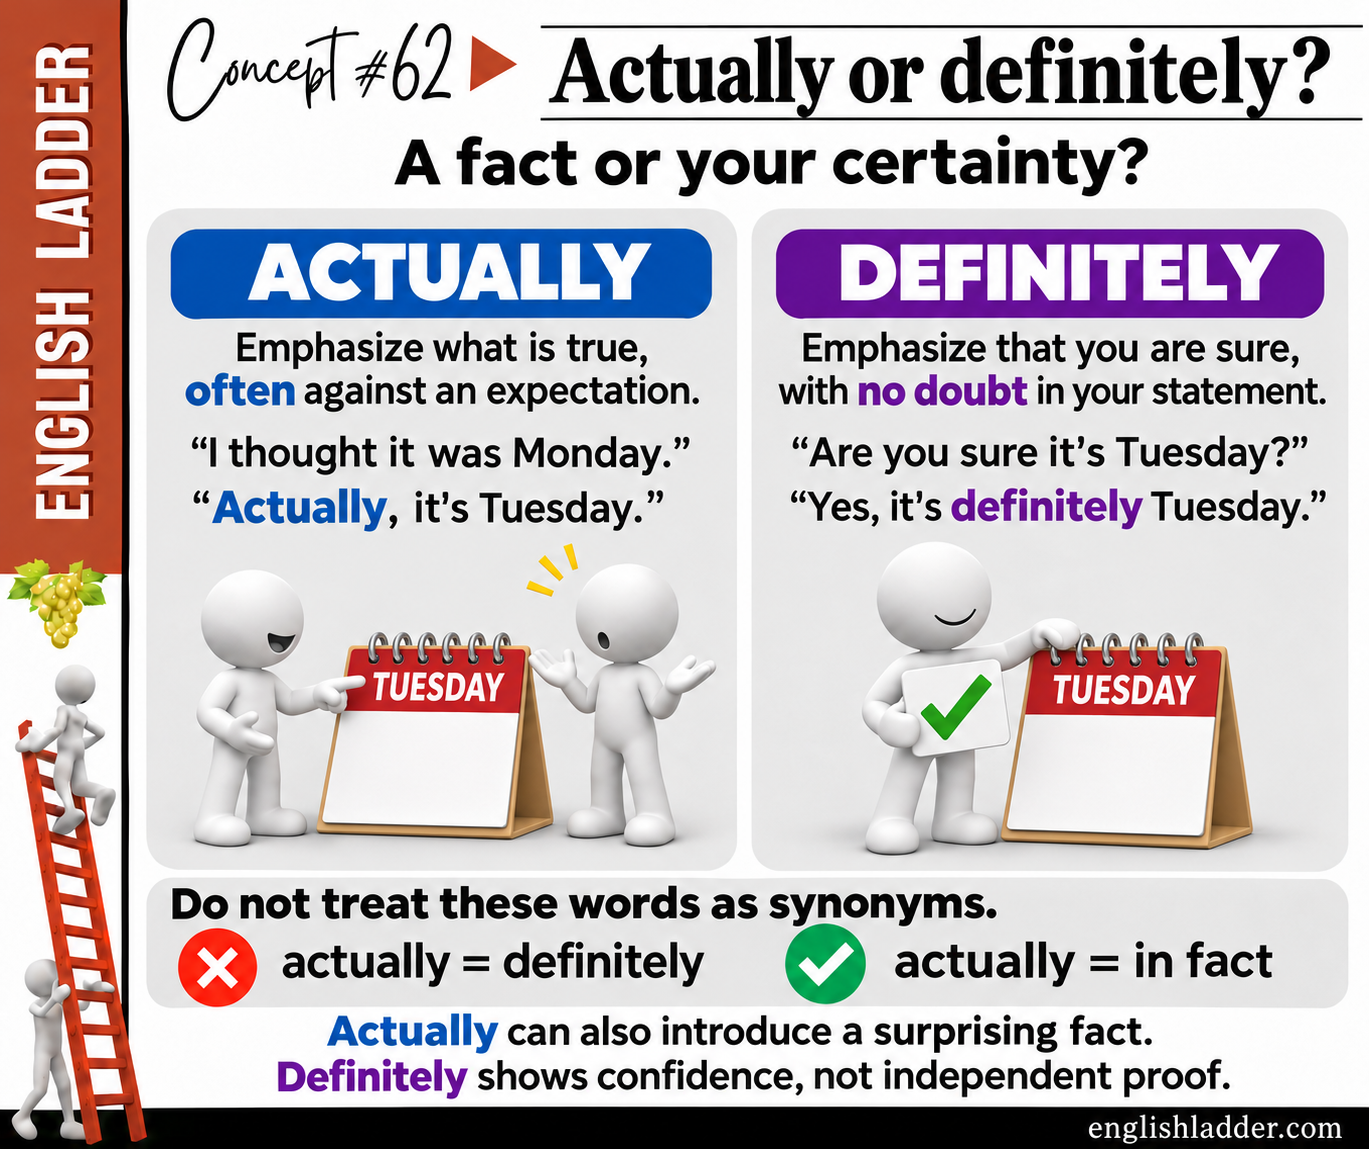 ENGLISH LADDER
Concept #62
Actually or definitely?
A fact or your certainty?
ACTUALLY
Emphasize what is true,
often against an expectation.
“I thought it was Monday.”
“Actually, it’s Tuesday.”
TUESDAY
DEFINITELY
Emphasize that you are sure,
with no doubt in your statement.
“Are you sure it’s Tuesday?”
“Yes, it’s definitely Tuesday.”
TUESDAY
Do not treat these words as synonyms.
actually = definitely
actually = in fact
Actually can also introduce a surprising fact.
Definitely shows confidence, not independent proof.
englishladder.com